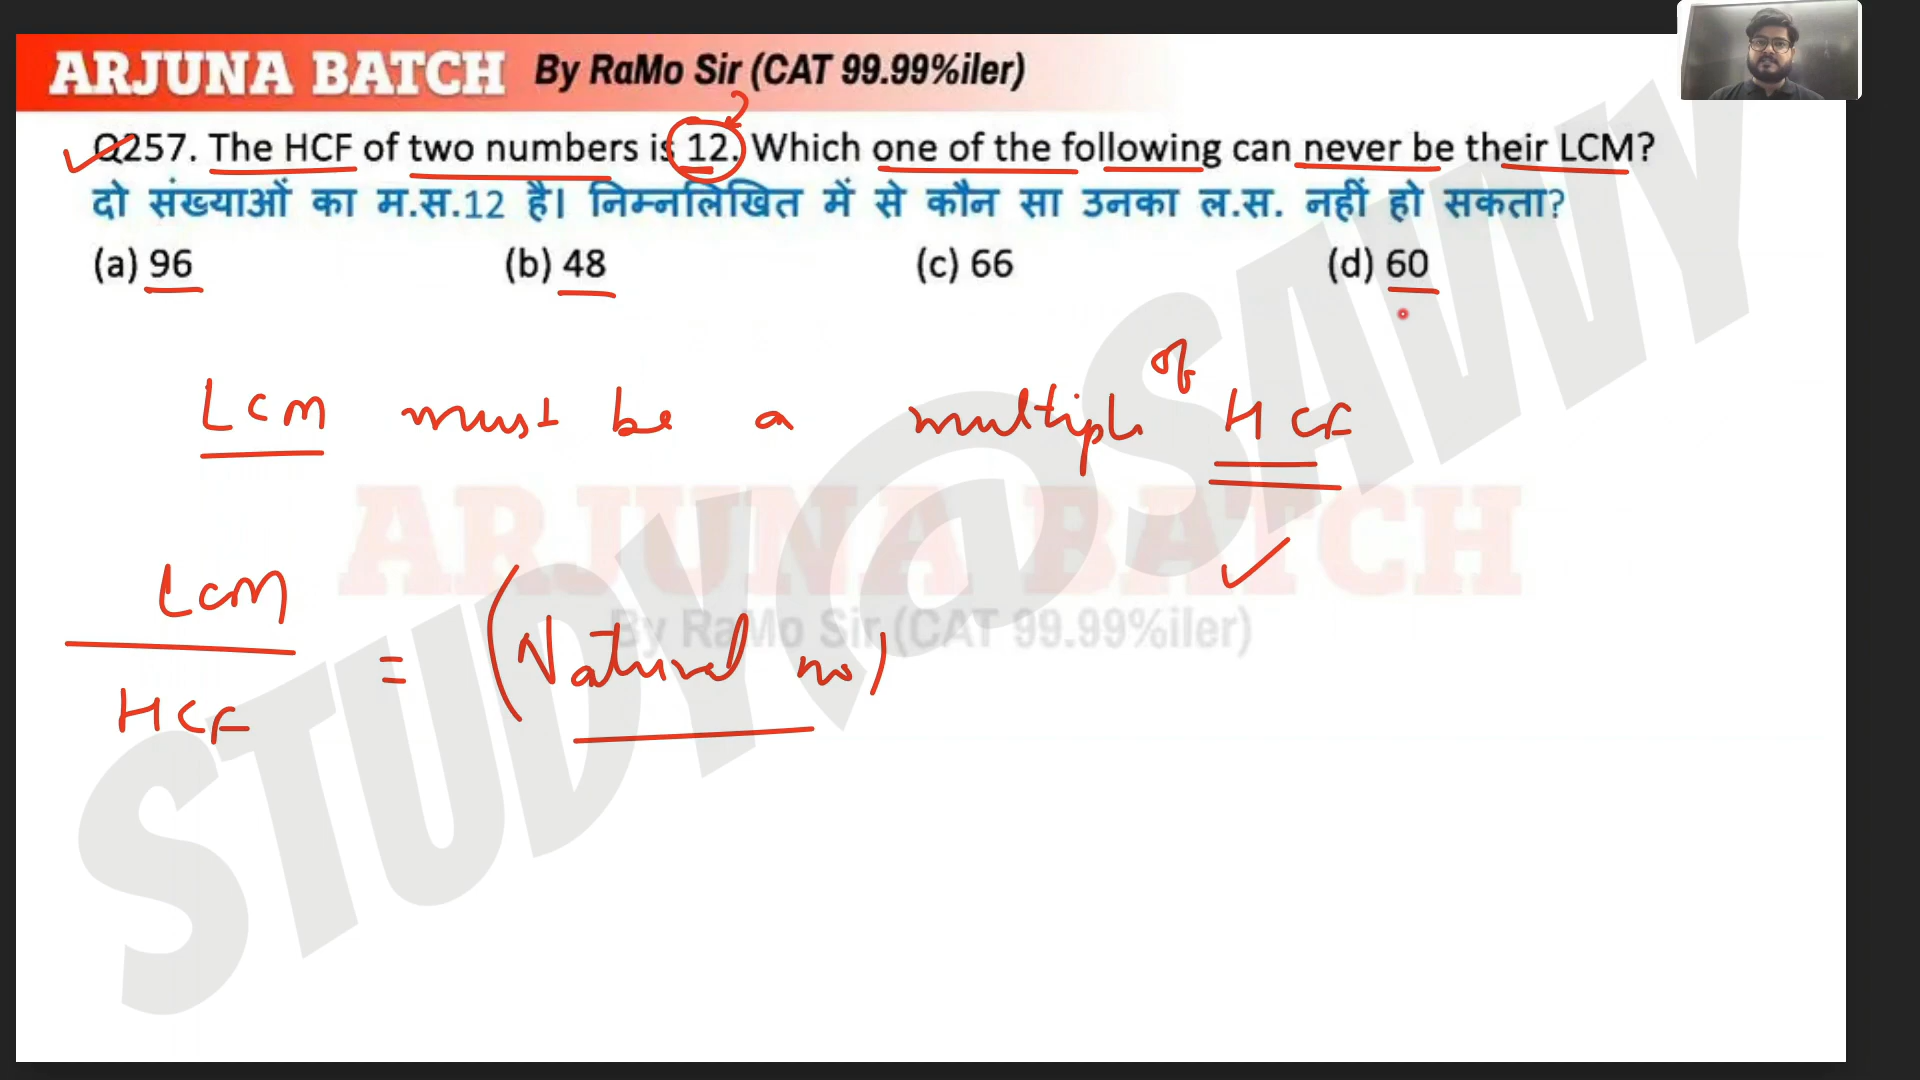 ARJUNA BATCH By RaMo Sir (CAT 99.99%iler)
Q257. The HCF of two numbers is 12. Which one of the following can never be their LCM?
दो संख्याओं का म.स.12 है। निम्नलिखित में से कौन सा उनका ल.स. नहीं हो सकता?
(a) 96 (b) 48 (c) 66 (d) 60
LCM must be a multiple of HCF
LCM
HCF
= (Natural no)
ARJUNA BATCH
By RaMo Sir (CAT 99.99%iler)
STUDY@SAVVY